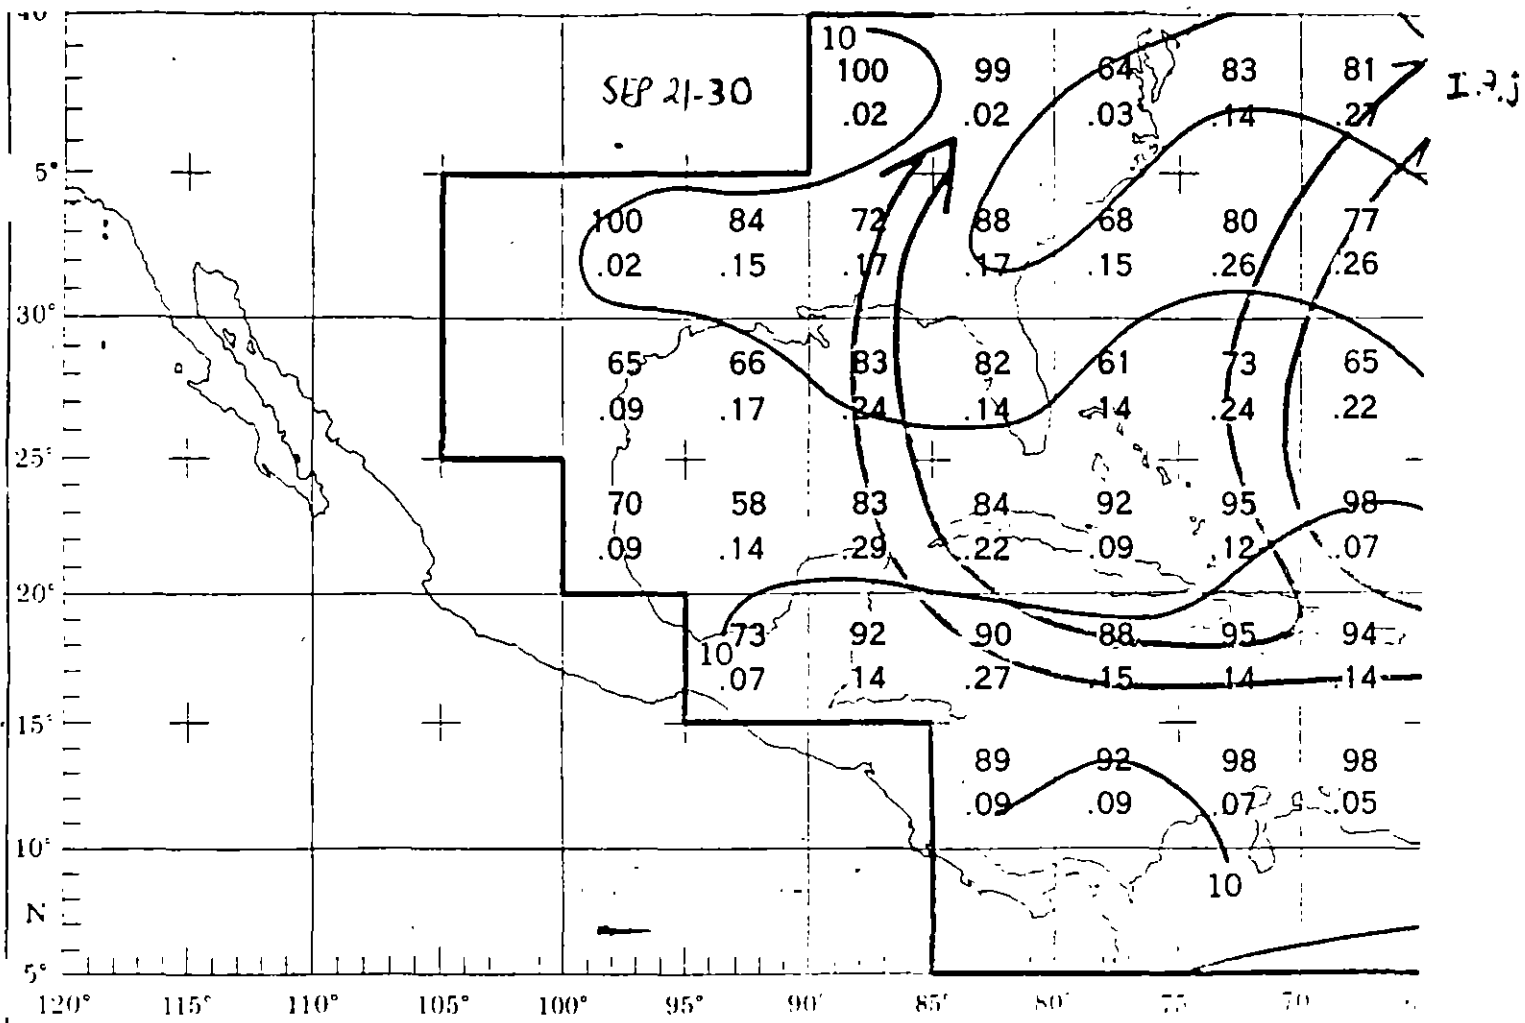 40
10
SEP 21-30
100 99 64 83 81
.02 .02 .03 .14 .27
5°
100 84 72 88 68 80 77
.02 .15 .17 .17 .15 .26 .26
30°
65 66 83 82 61 73 65
.09 .17 .24 .14 .14 .24 .22
25°
70 58 83 84 92 95 98
.09 .14 .29 .22 .09 .12 .07
20°
73 92 90 88 95 94
10
.07 .14 .27 .15 .14 .14
15°
89 92 98 98
.09 .09 .07 .05
10°
10
N
5°
120° 115° 110° 105° 100° 95° 90° 85° 80° 75 70